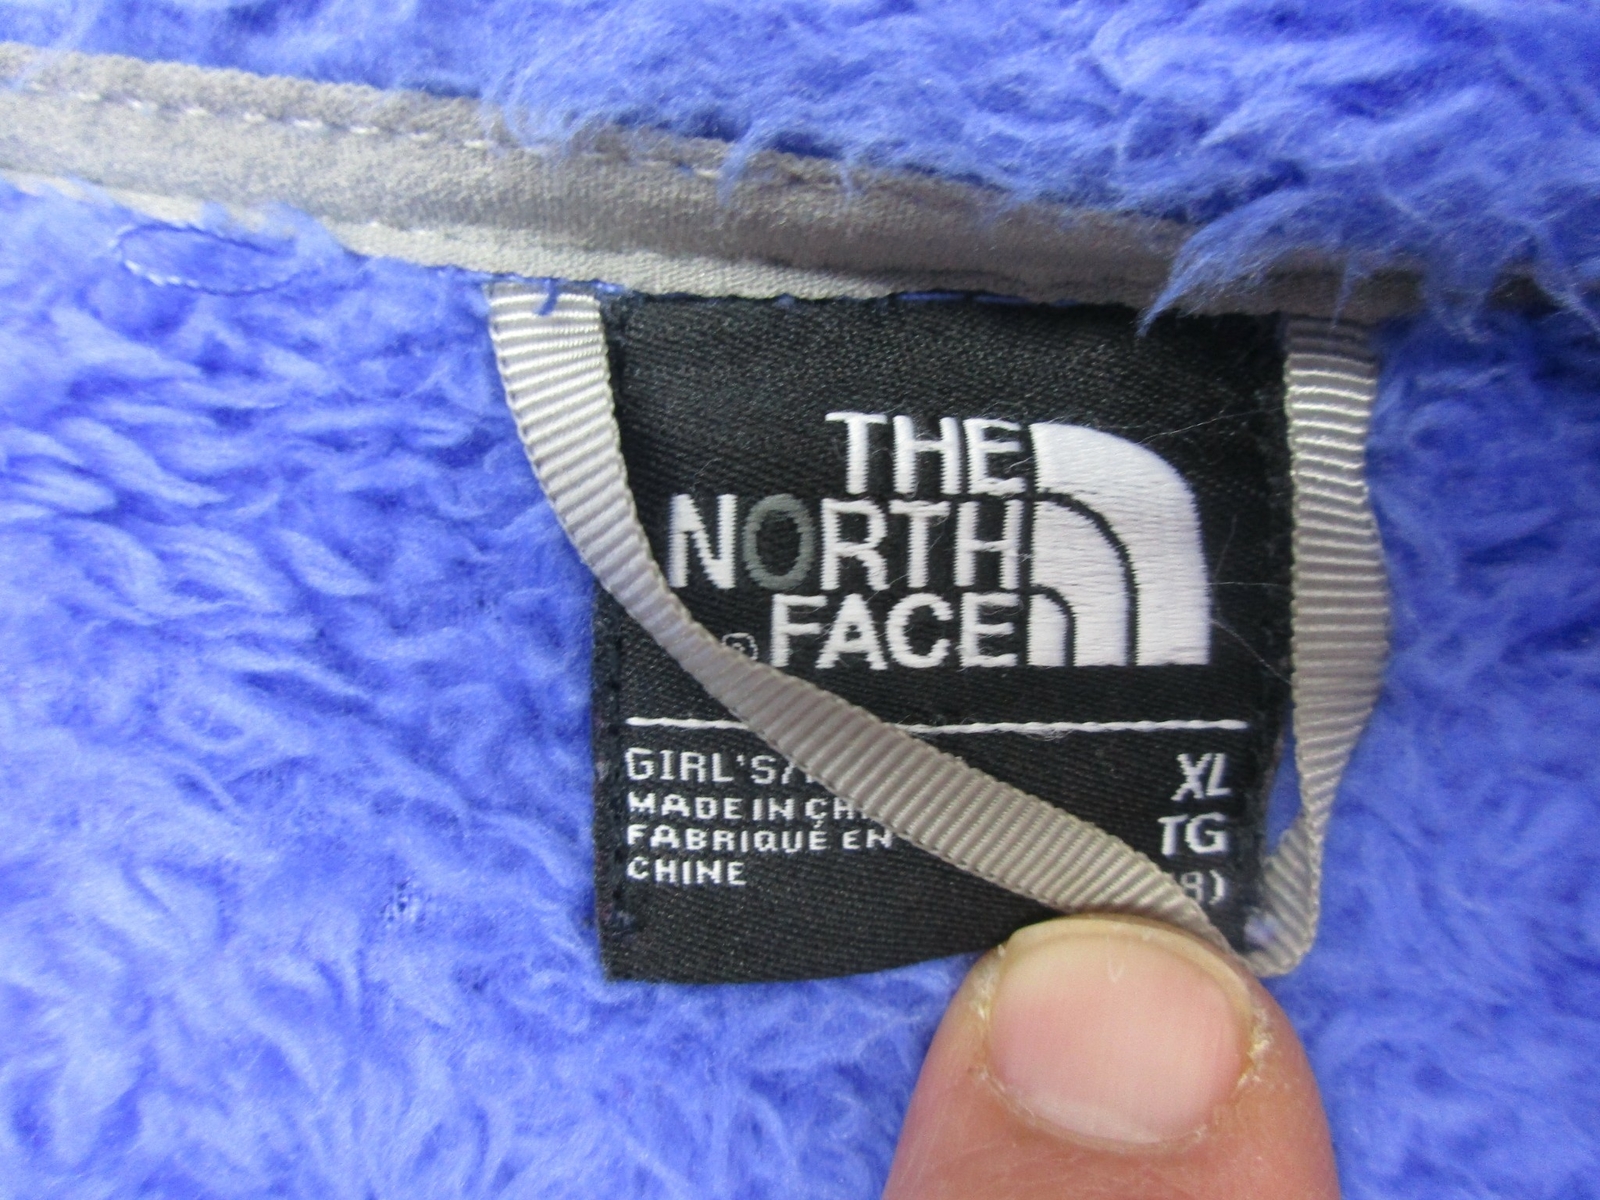 THE
NORTH
FACE
GIRL'S/
XL
MADE IN
TG
FABRIQUÉ EN
CHINE